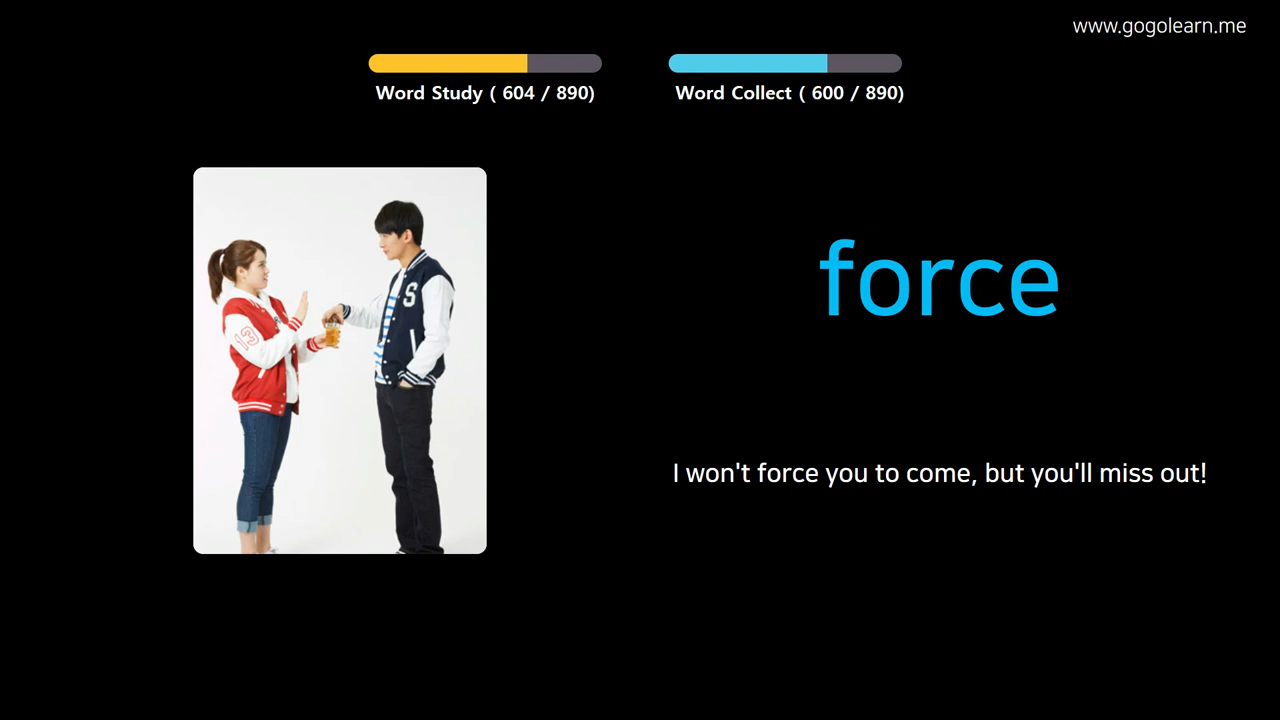 www.gogolearn.me
Word Study ( 604 / 890)
Word Collect ( 600 / 890)
force
I won't force you to come, but you'll miss out!
S
13